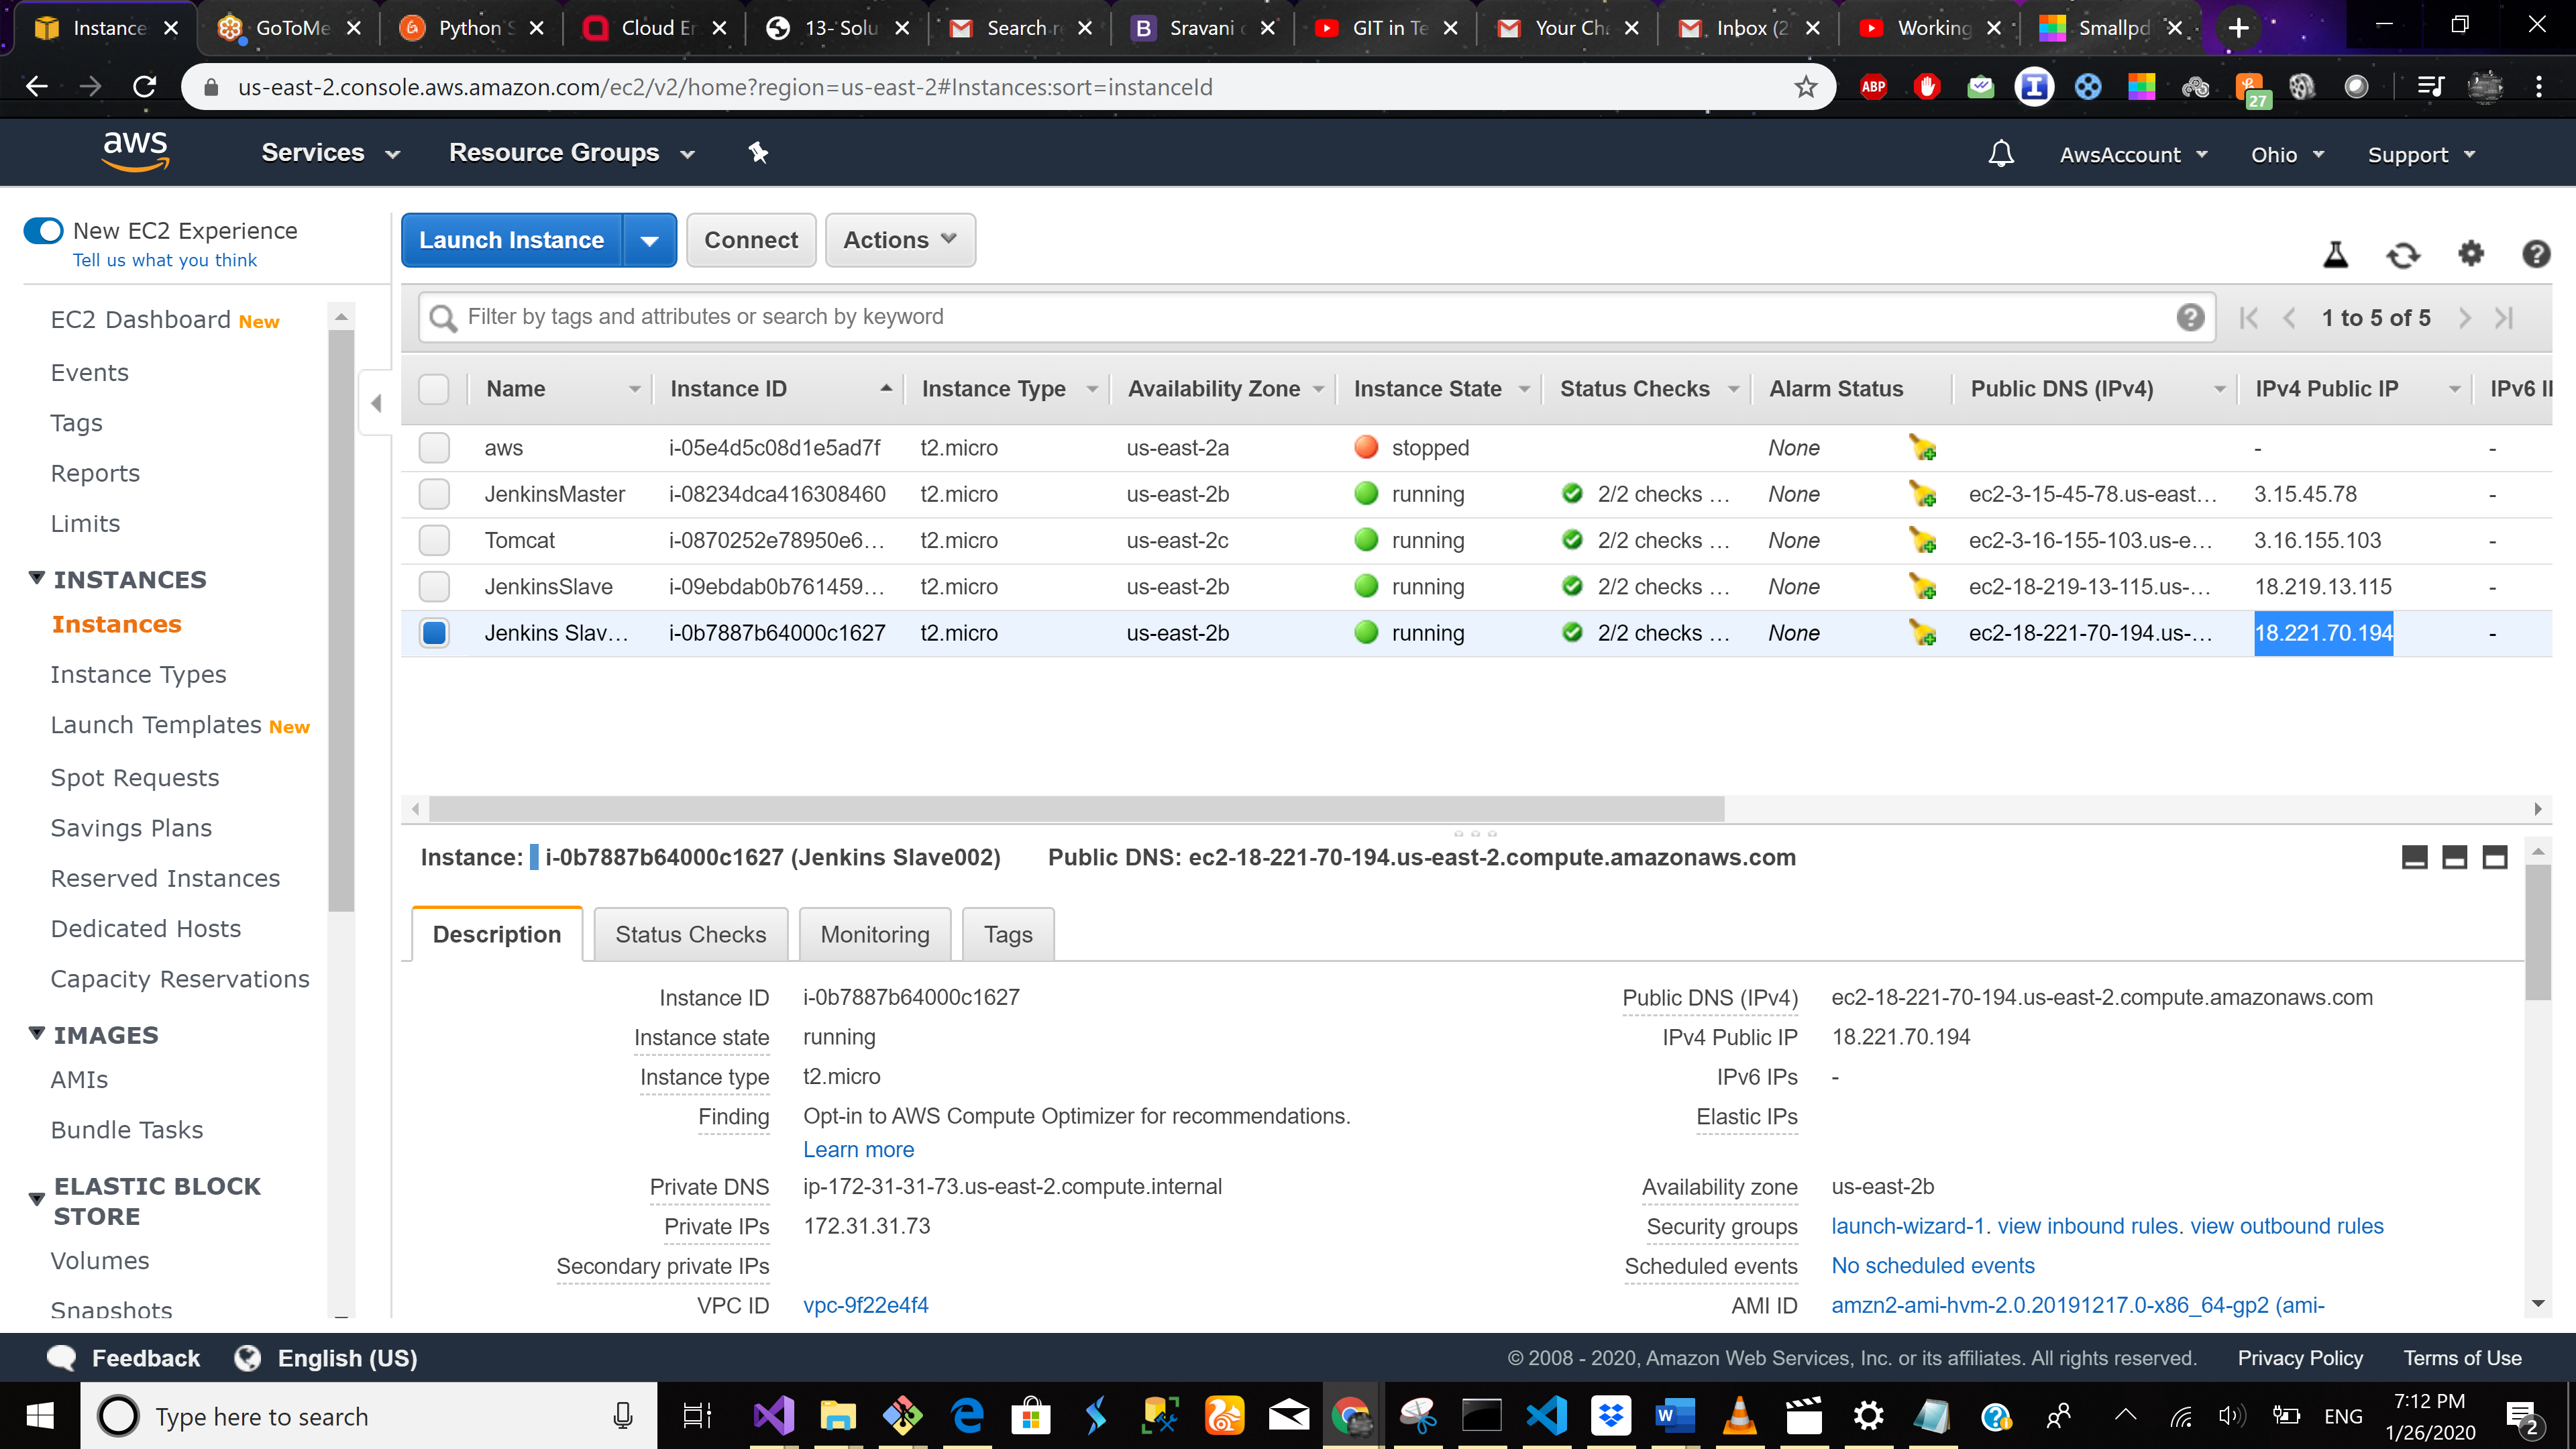 Instance
GoToMe
Python S
Cloud En
13- Solu
Search re
Sravani c
GIT in Te
Your Ch
Inbox (2
Working
Smallpd
us-east-2.console.aws.amazon.com/ec2/v2/home?region=us-east-2#Instances:sort=instanceId
ABP
27
aws
Services
Resource Groups
AwsAccount
Ohio
Support
New EC2 Experience
Tell us what you think
EC2 Dashboard New
Events
Tags
Reports
Limits
INSTANCES
Instances
Instance Types
Launch Templates New
Spot Requests
Savings Plans
Reserved Instances
Dedicated Hosts
Capacity Reservations
IMAGES
AMIs
Bundle Tasks
ELASTIC BLOCK
STORE
Volumes
Snapshots
Launch Instance
Connect
Actions
Filter by tags and attributes or search by keyword
1 to 5 of 5
Name Instance ID Instance Type Availability Zone Instance State Status Checks Alarm Status Public DNS (IPv4) IPv4 Public IP IPv6 IP
aws i-05e4d5c08d1e5ad7f t2.micro us-east-2a stopped None - -
JenkinsMaster i-08234dca416308460 t2.micro us-east-2b running 2/2 checks ... None ec2-3-15-45-78.us-east... 3.15.45.78 -
Tomcat i-0870252e78950e6... t2.micro us-east-2c running 2/2 checks ... None ec2-3-16-155-103.us-e... 3.16.155.103 -
JenkinsSlave i-09ebdab0b761459... t2.micro us-east-2b running 2/2 checks ... None ec2-18-219-13-115.us-... 18.219.13.115 -
Jenkins Slav... i-0b7887b64000c1627 t2.micro us-east-2b running 2/2 checks ... None ec2-18-221-70-194.us-... 18.221.70.194 -
Instance: i-0b7887b64000c1627 (Jenkins Slave002) Public DNS: ec2-18-221-70-194.us-east-2.compute.amazonaws.com
Description
Status Checks
Monitoring
Tags
Instance ID i-0b7887b64000c1627
Instance state running
Instance type t2.micro
Finding Opt-in to AWS Compute Optimizer for recommendations.
Learn more
Private DNS ip-172-31-31-73.us-east-2.compute.internal
Private IPs 172.31.31.73
Secondary private IPs
VPC ID vpc-9f22e4f4
Public DNS (IPv4) ec2-18-221-70-194.us-east-2.compute.amazonaws.com
IPv4 Public IP 18.221.70.194
IPv6 IPs -
Elastic IPs
Availability zone us-east-2b
Security groups launch-wizard-1. view inbound rules. view outbound rules
Scheduled events No scheduled events
AMI ID amzn2-ami-hvm-2.0.20191217.0-x86_64-gp2 (ami-
Feedback
English (US)
© 2008 - 2020, Amazon Web Services, Inc. or its affiliates. All rights reserved.
Privacy Policy
Terms of Use
Type here to search
ENG
7:12 PM
1/26/2020
2